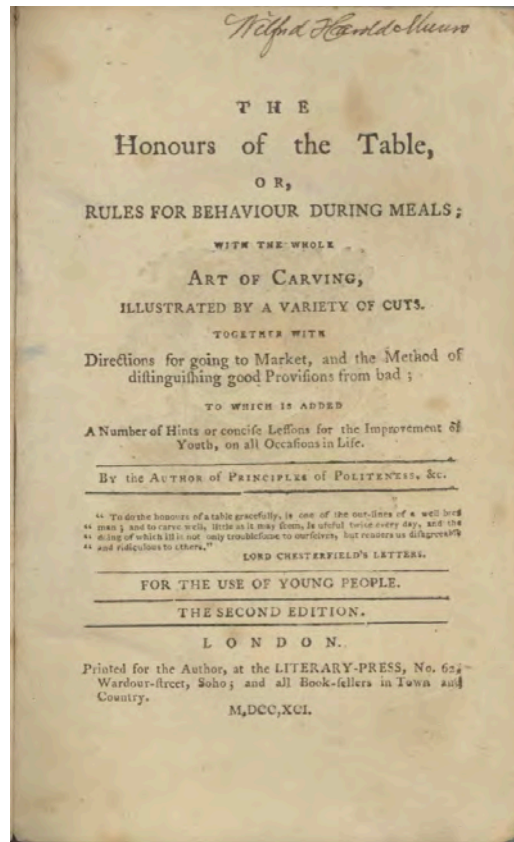 Wilfrid Harold Munro
THE
Honours of the Table,
OR,
RULES FOR BEHAVIOUR DURING MEALS;
WITH THE WHOLE
ART OF CARVING,
ILLUSTRATED BY A VARIETY OF CUTS.
TOGETHER WITH
Directions for going to Market, and the Method of
diſtinguiſhing good Proviſions from bad;
TO WHICH IS ADDED
A Number of Hints or conciſe Leſſons for the Improvement of
Youth, on all Occaſions in Life.
By the AUTHOR of PRINCIPLES of POLITENESS, &c.
“ To do the honours of a table gracefully, is one of the out-lines of a well bred
“ man; and to carve well, little as it may ſeem, is uſeful twice every day, and the
“ doing of which ill is not only troubleſome to ourſelves, but renders us diſagreeable
“ and ridiculous to others.”
LORD CHESTERFIELD'S LETTERS.
FOR THE USE OF YOUNG PEOPLE.
THE SECOND EDITION.
LONDON.
Printed for the Author, at the LITERARY-PRESS, No. 62,
Wardour-ſtreet, Soho; and all Book-ſellers in Town and
Country.
M,DCC,XCI.